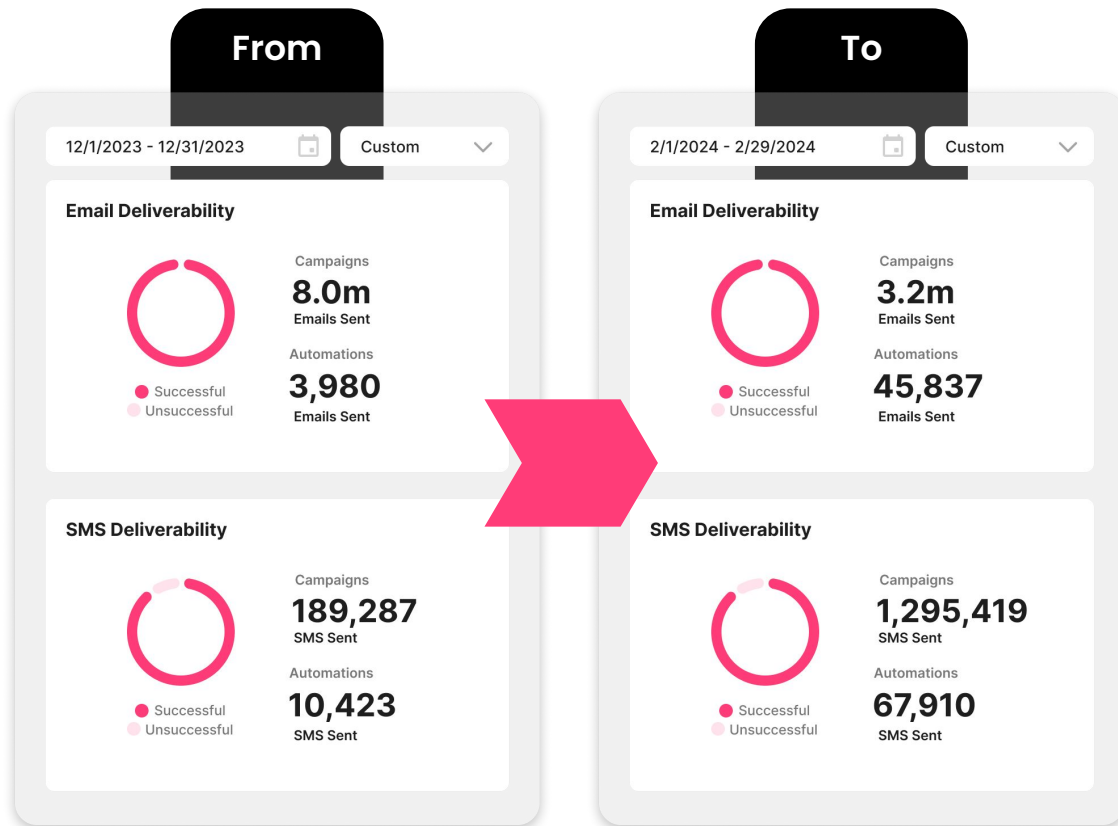 From
12/1/2023 - 12/31/2023
Custom
Email Deliverability
Campaigns
8.0m
Emails Sent
Automations
3,980
Emails Sent
Successful
Unsuccessful
SMS Deliverability
Campaigns
189,287
SMS Sent
Automations
10,423
SMS Sent
Successful
Unsuccessful
To
2/1/2024 - 2/29/2024
Custom
Email Deliverability
Campaigns
3.2m
Emails Sent
Automations
45,837
Emails Sent
Successful
Unsuccessful
SMS Deliverability
Campaigns
1,295,419
SMS Sent
Automations
67,910
SMS Sent
Successful
Unsuccessful